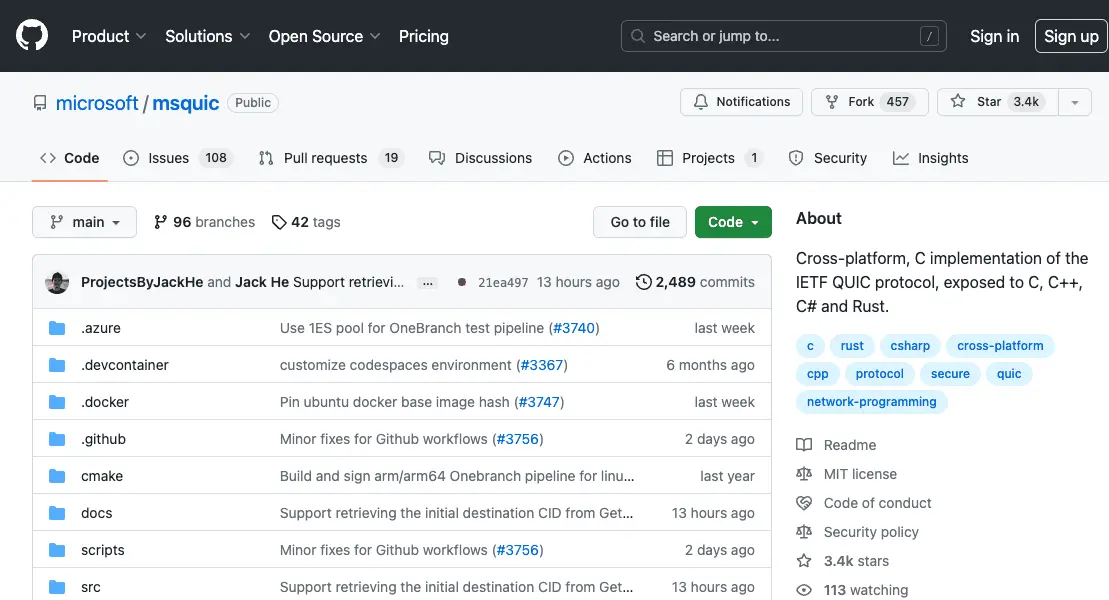 Product Solutions Open Source Pricing Search or jump to... / Sign in Sign up
microsoft / msquic Public Notifications Fork 457 Star 3.4k
Code Issues 108 Pull requests 19 Discussions Actions Projects 1 Security Insights
main 96 branches 42 tags Go to file Code
ProjectsByJackHe and Jack He Support retrievi... ... 21ea497 13 hours ago 2,489 commits
.azure Use 1ES pool for OneBranch test pipeline (#3740) last week
.devcontainer customize codespaces environment (#3367) 6 months ago
.docker Pin ubuntu docker base image hash (#3747) last week
.github Minor fixes for Github workflows (#3756) 2 days ago
cmake Build and sign arm/arm64 Onebranch pipeline for linu... last year
docs Support retrieving the initial destination CID from Get... 13 hours ago
scripts Minor fixes for Github workflows (#3756) 2 days ago
src Support retrieving the initial destination CID from Get... 13 hours ago
About
Cross-platform, C implementation of the
IETF QUIC protocol, exposed to C, C++,
C# and Rust.
c rust csharp cross-platform
cpp protocol secure quic
network-programming
Readme
MIT license
Code of conduct
Security policy
3.4k stars
113 watching